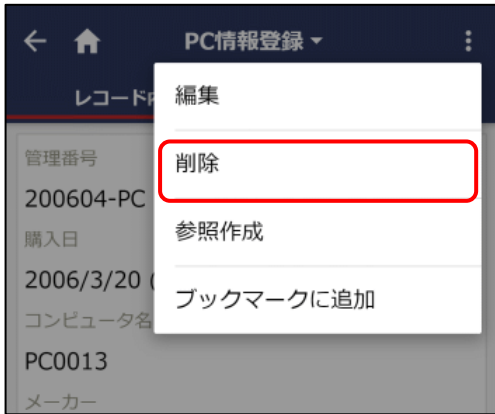 PC情報登録
レコード
編集
削除
参照作成
ブックマークに追加
管理番号
200604-PC
購入日
2006/3/20 (
コンピュータ名
PC0013
メーカー